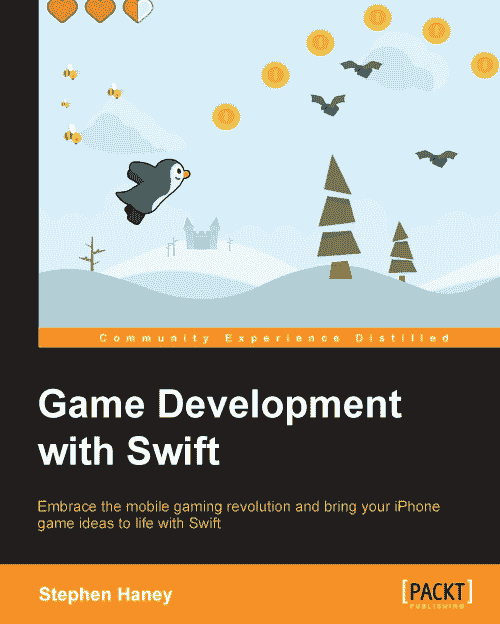 Community Experience Distilled
Game Development
with Swift
Embrace the mobile gaming revolution and bring your iPhone
game ideas to life with Swift
Stephen Haney
[PACKT]
PUBLISHING